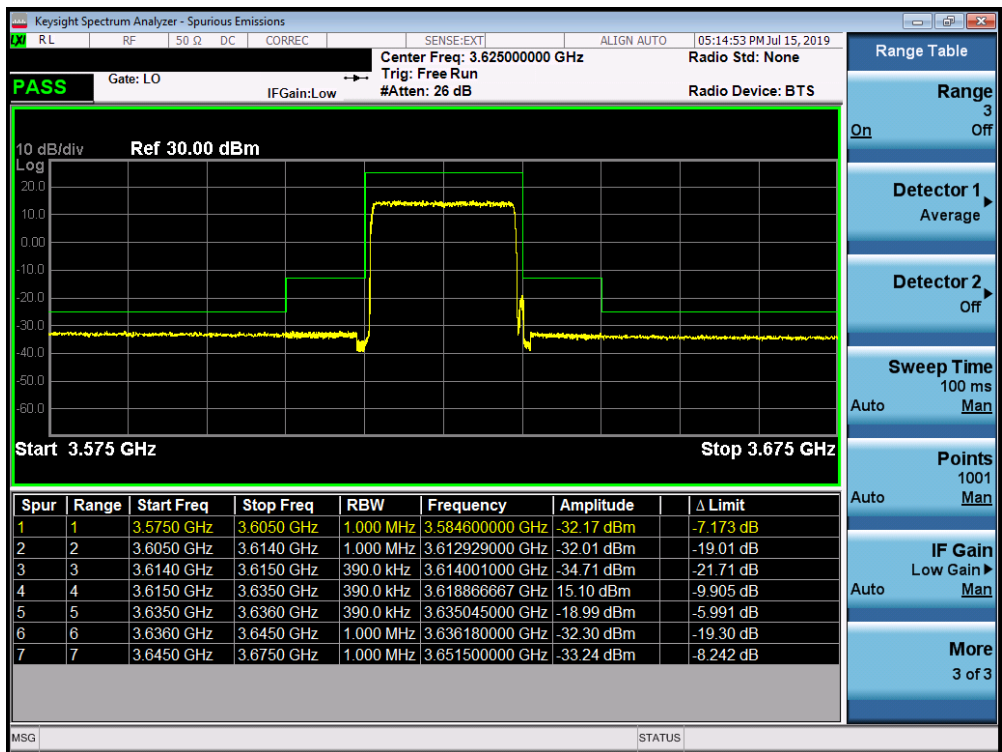 Keysight Spectrum Analyzer - Spurious Emissions
LXI RL RF 50 Ω DC CORREC SENSE:EXT ALIGN AUTO 05:14:53 PM Jul 15, 2019
Center Freq: 3.625000000 GHz Radio Std: None
PASS Gate: LO Trig: Free Run
IFGain:Low #Atten: 26 dB Radio Device: BTS
10 dB/div Ref 30.00 dBm
Log
20.0
10.0
0.00
-10.0
-20.0
-30.0
-40.0
-50.0
-60.0
Start 3.575 GHz Stop 3.675 GHz
Spur Range Start Freq Stop Freq RBW Frequency Amplitude Δ Limit
1 1 3.5750 GHz 3.6050 GHz 1.000 MHz 3.584600000 GHz -32.17 dBm -7.173 dB
2 2 3.6050 GHz 3.6140 GHz 1.000 MHz 3.612929000 GHz -32.01 dBm -19.01 dB
3 3 3.6140 GHz 3.6150 GHz 390.0 kHz 3.614001000 GHz -34.71 dBm -21.71 dB
4 4 3.6150 GHz 3.6350 GHz 390.0 kHz 3.618866667 GHz 15.10 dBm -9.905 dB
5 5 3.6350 GHz 3.6360 GHz 390.0 kHz 3.635045000 GHz -18.99 dBm -5.991 dB
6 6 3.6360 GHz 3.6450 GHz 1.000 MHz 3.636180000 GHz -32.30 dBm -19.30 dB
7 7 3.6450 GHz 3.6750 GHz 1.000 MHz 3.651500000 GHz -33.24 dBm -8.242 dB
MSG STATUS
Range Table
Range
3
On Off
Detector 1
Average
Detector 2
Off
Sweep Time
100 ms
Auto Man
Points
1001
Auto Man
IF Gain
Low Gain
Auto Man
More
3 of 3